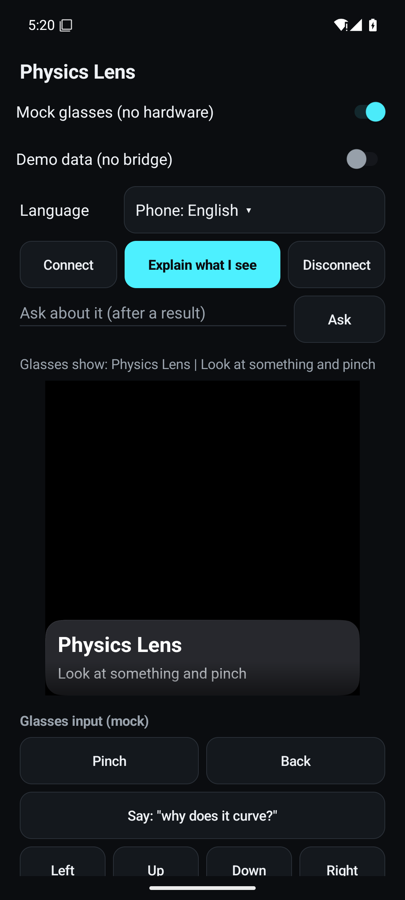 5:20
Physics Lens
Mock glasses (no hardware)
Demo data (no bridge)
Language
Phone: English
Connect
Explain what I see
Disconnect
Ask about it (after a result)
Ask
Glasses show: Physics Lens | Look at something and pinch
Physics Lens
Look at something and pinch
Glasses input (mock)
Pinch
Back
Say: "why does it curve?"
Left
Up
Down
Right